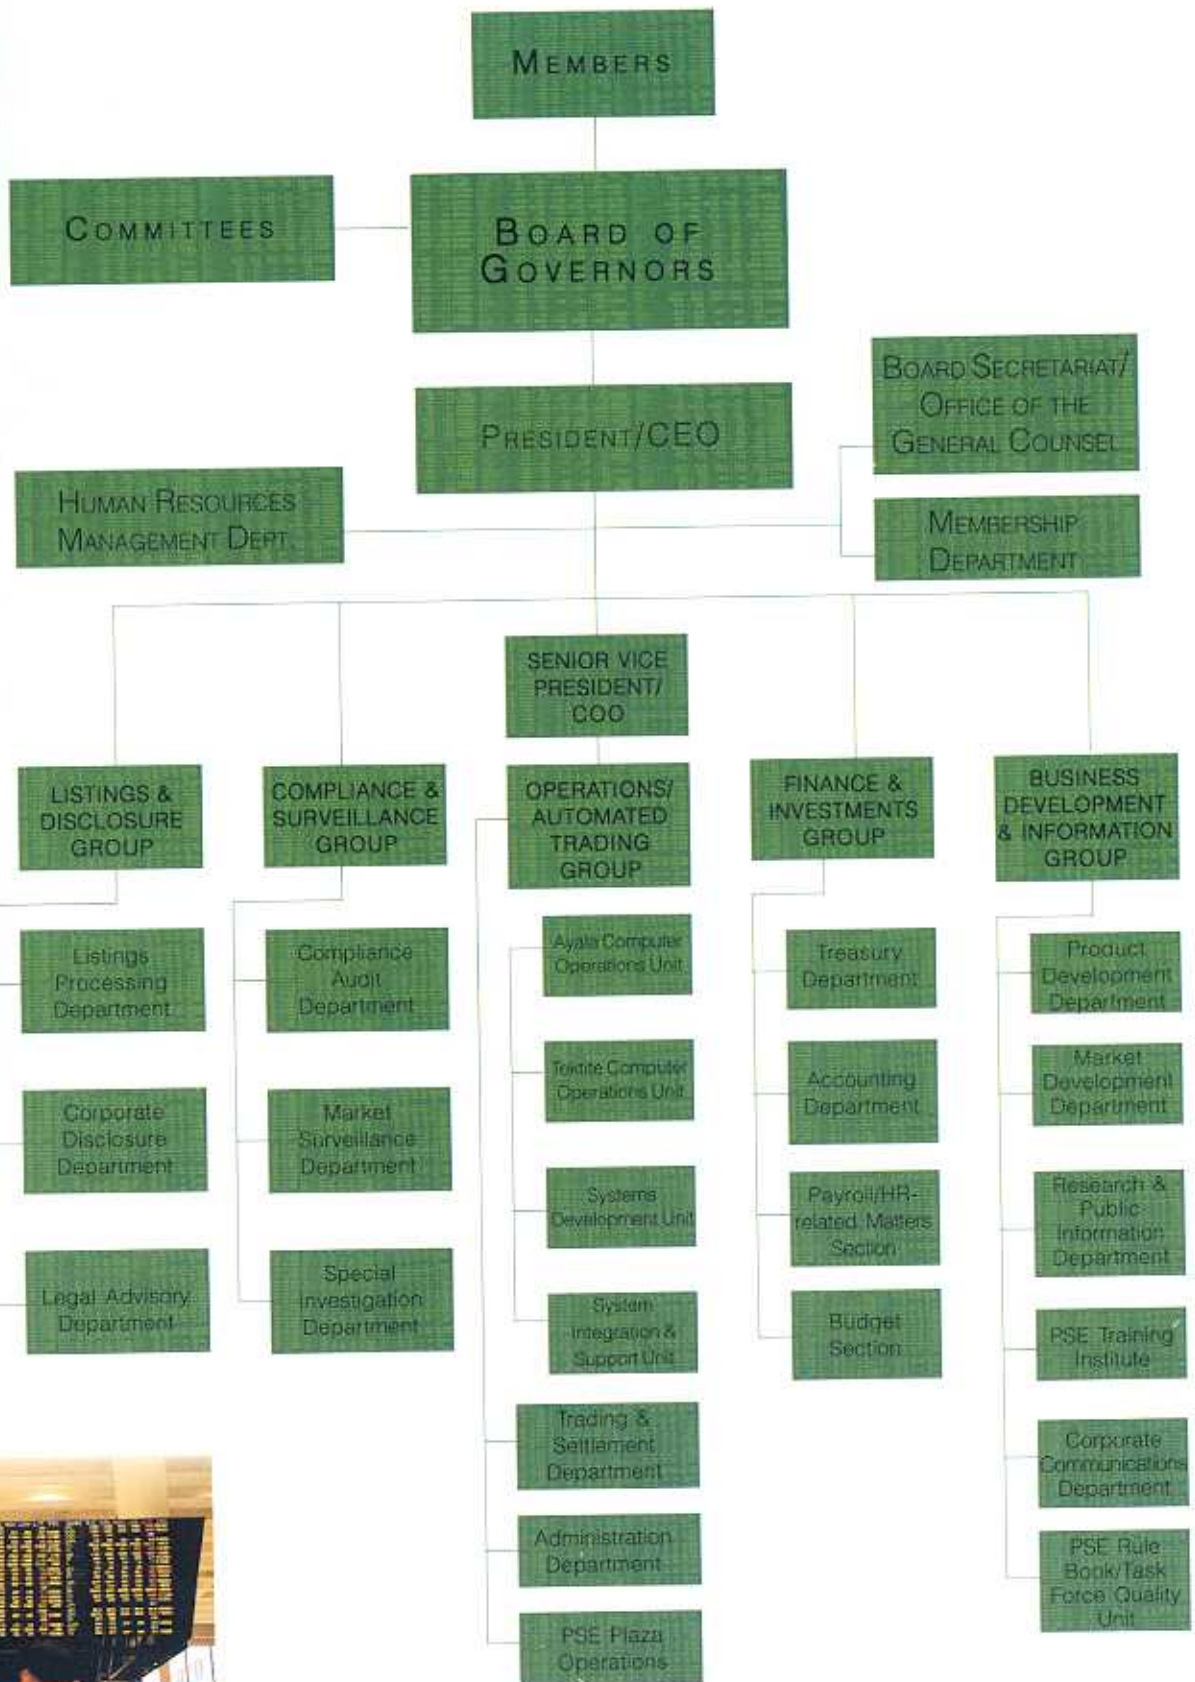 MEMBERS
COMMITTEES
BOARD OF
GOVERNORS
PRESIDENT/CEO
BOARD SECRETARIAT/
OFFICE OF THE
GENERAL COUNSEL
HUMAN RESOURCES
MANAGEMENT DEPT.
MEMBERSHIP
DEPARTMENT
SENIOR VICE
PRESIDENT/
COO
LISTINGS &
DISCLOSURE
GROUP
COMPLIANCE &
SURVEILLANCE
GROUP
OPERATIONS/
AUTOMATED
TRADING
GROUP
FINANCE &
INVESTMENTS
GROUP
BUSINESS
DEVELOPMENT
& INFORMATION
GROUP
Listings
Processing
Department
Corporate
Disclosure
Department
Legal Advisory
Department
Compliance
Audit
Department
Market
Surveillance
Department
Special
Investigation
Department
Ayala Computer
Operations Unit
Tektite Computer
Operations Unit
Systems
Development Unit
System
Integration &
Support Unit
Trading &
Settlement
Department
Administration
Department
PSE Plaza
Operations
Treasury
Department
Accounting
Department
Payroll/HR-
related Matters
Section
Budget
Section
Product
Development
Department
Market
Development
Department
Research &
Public
Information
Department
PSE Training
Institute
Corporate
Communications
Department
PSE Rule
Book/Task
Force Quality
Unit